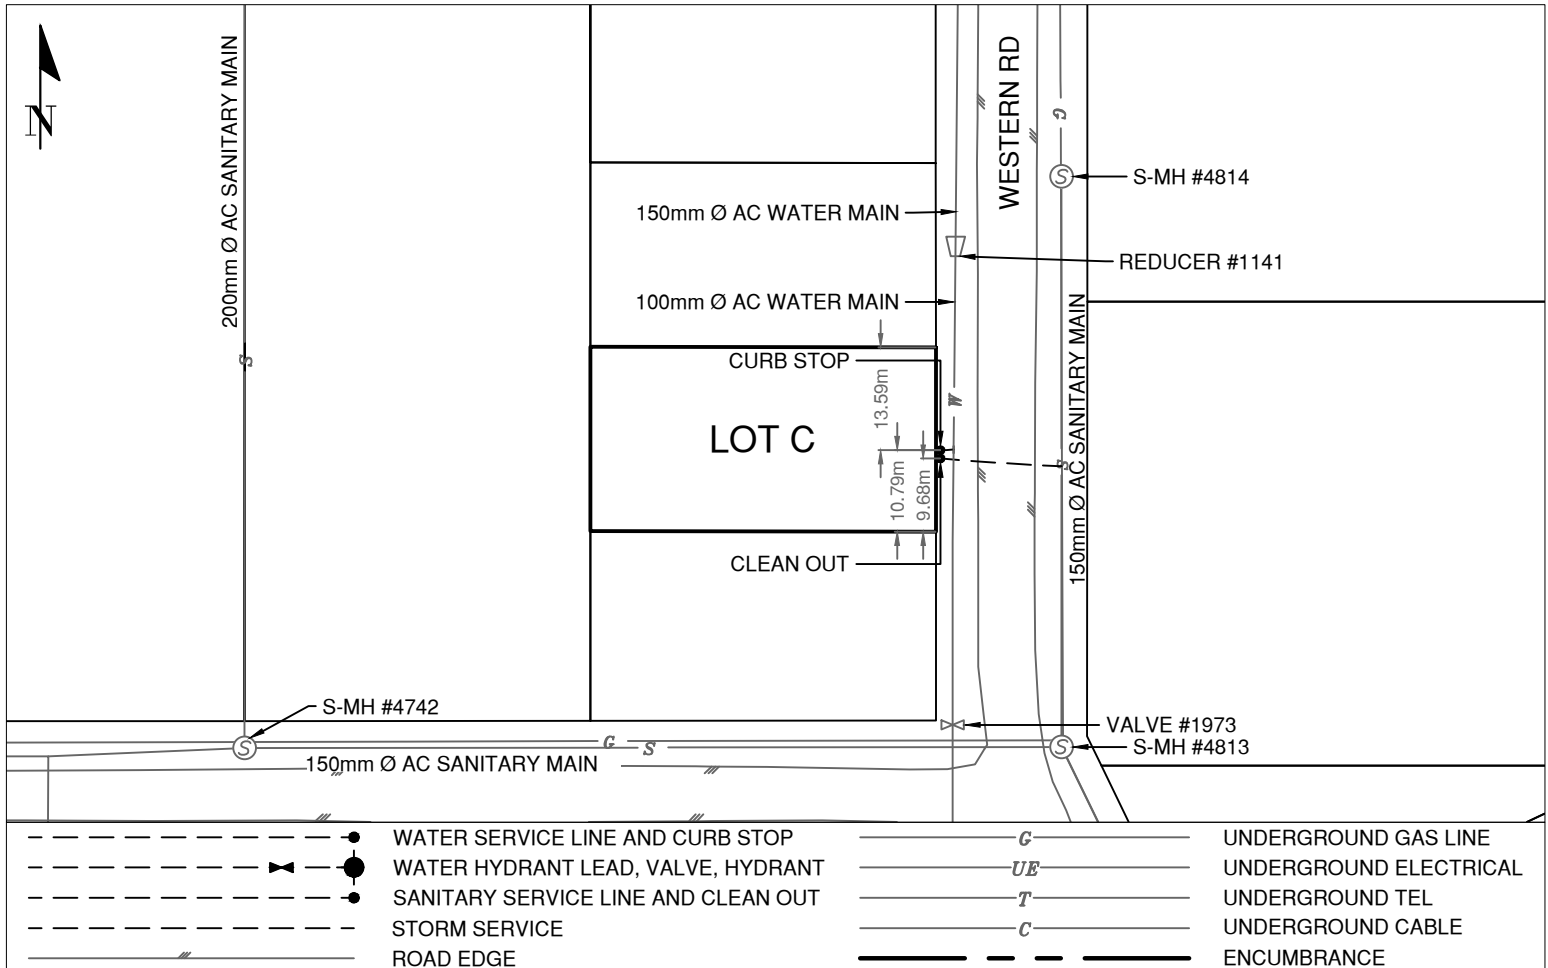 N
200mm Ø AC SANITARY MAIN
WESTERN RD
G
S
S-MH #4814
150mm Ø AC WATER MAIN
REDUCER #1141
100mm Ø AC WATER MAIN
150mm Ø AC SANITARY MAIN
S
CURB STOP
13.59m
W
LOT C
10.79m
9.68m
S
CLEAN OUT
S-MH #4742
VALVE #1973
G
S
S
S
S-MH #4813
150mm Ø AC SANITARY MAIN
WATER SERVICE LINE AND CURB STOP
WATER HYDRANT LEAD, VALVE, HYDRANT
SANITARY SERVICE LINE AND CLEAN OUT
STORM SERVICE
ROAD EDGE
G
UNDERGROUND GAS LINE
UE
UNDERGROUND ELECTRICAL
T
UNDERGROUND TEL
C
UNDERGROUND CABLE
ENCUMBRANCE